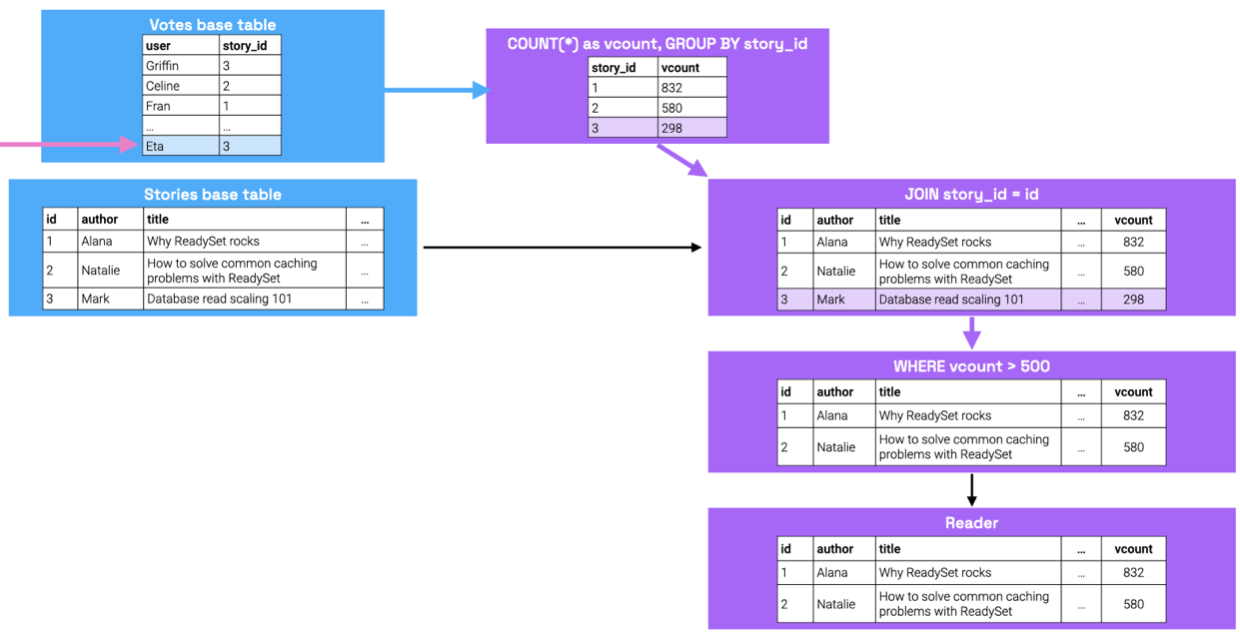 Votes base table
user story_id
Griffin 3
Celine 2
Fran 1
... ...
Eta 3
COUNT(*) as vcount, GROUP BY story_id
story_id vcount
1 832
2 580
3 298
Stories base table
id author title ...
1 Alana Why ReadySet rocks ...
2 Natalie How to solve common caching
problems with ReadySet ...
3 Mark Database read scaling 101 ...
JOIN story_id = id
id author title ... vcount
1 Alana Why ReadySet rocks ... 832
2 Natalie How to solve common caching
problems with ReadySet ... 580
3 Mark Database read scaling 101 ... 298
WHERE vcount > 500
id author title ... vcount
1 Alana Why ReadySet rocks ... 832
2 Natalie How to solve common caching
problems with ReadySet ... 580
Reader
id author title ... vcount
1 Alana Why ReadySet rocks ... 832
2 Natalie How to solve common caching
problems with ReadySet ... 580